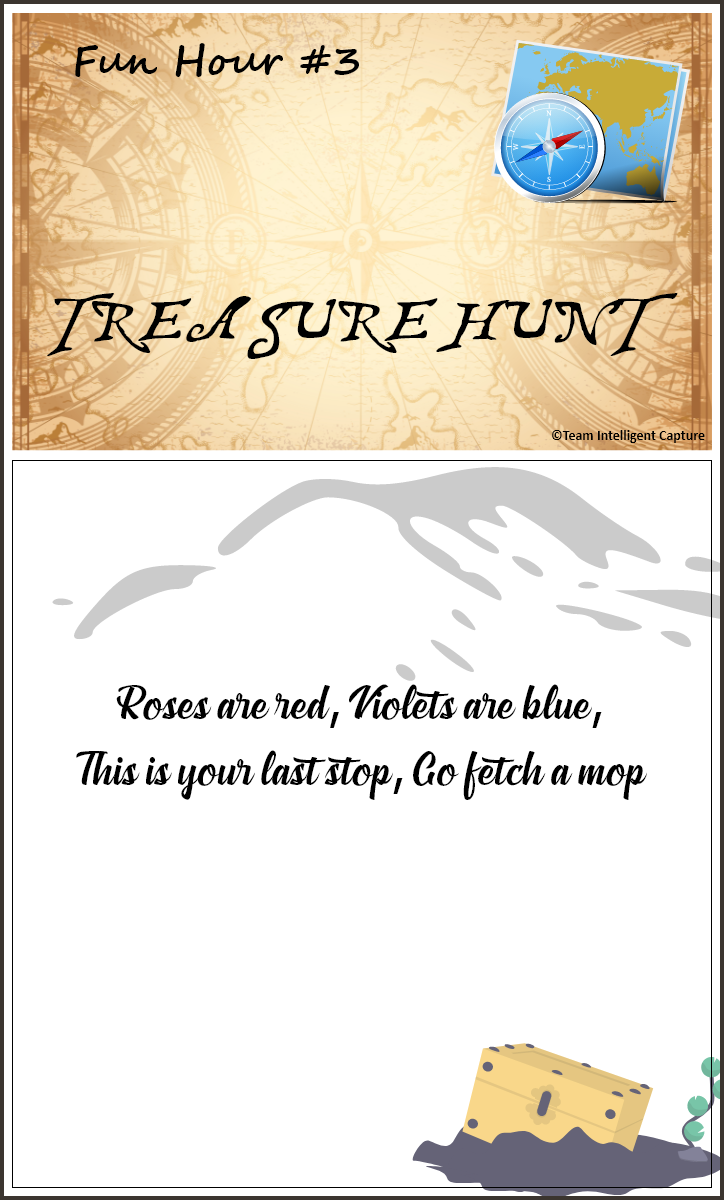 Fun Hour #3
N
W
E
S
E
W
TREASURE HUNT
©Team Intelligent Capture
Roses are red, Violets are blue,
This is your last stop, Go fetch a mop